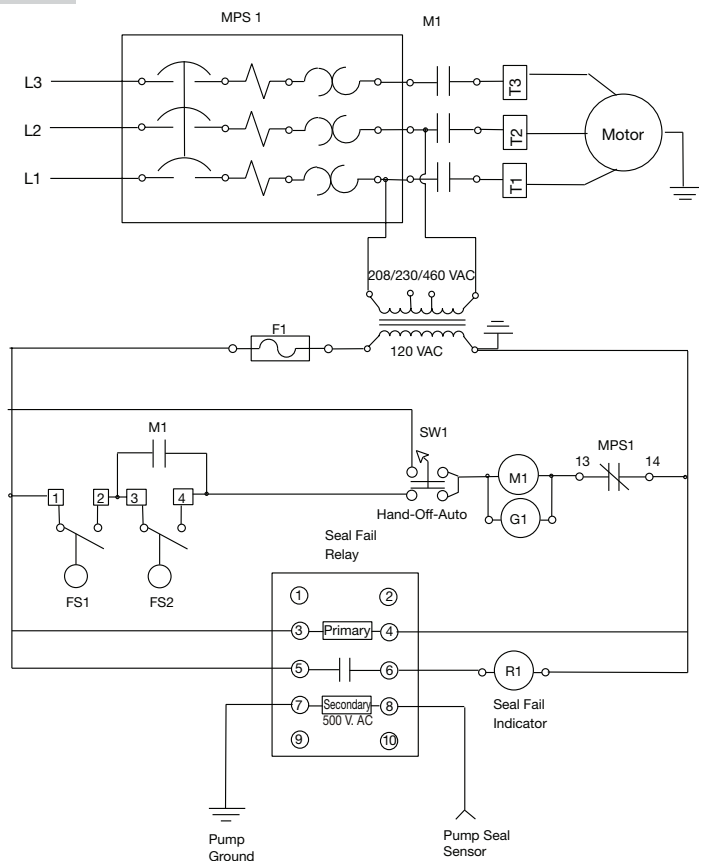 MPS 1
M1
L3
T3
L2
T2
Motor
L1
T1
208/230/460 VAC
F1
120 VAC
M1
SW1
MPS1
13
14
1
2
3
4
M1
Hand-Off-Auto
G1
FS1
FS2
Seal Fail
Relay
1
2
3
Primary
4
5
6
R1
Seal Fail
Indicator
7
Secondary
8
500 V. AC
9
10
Pump
Ground
Pump Seal
Sensor